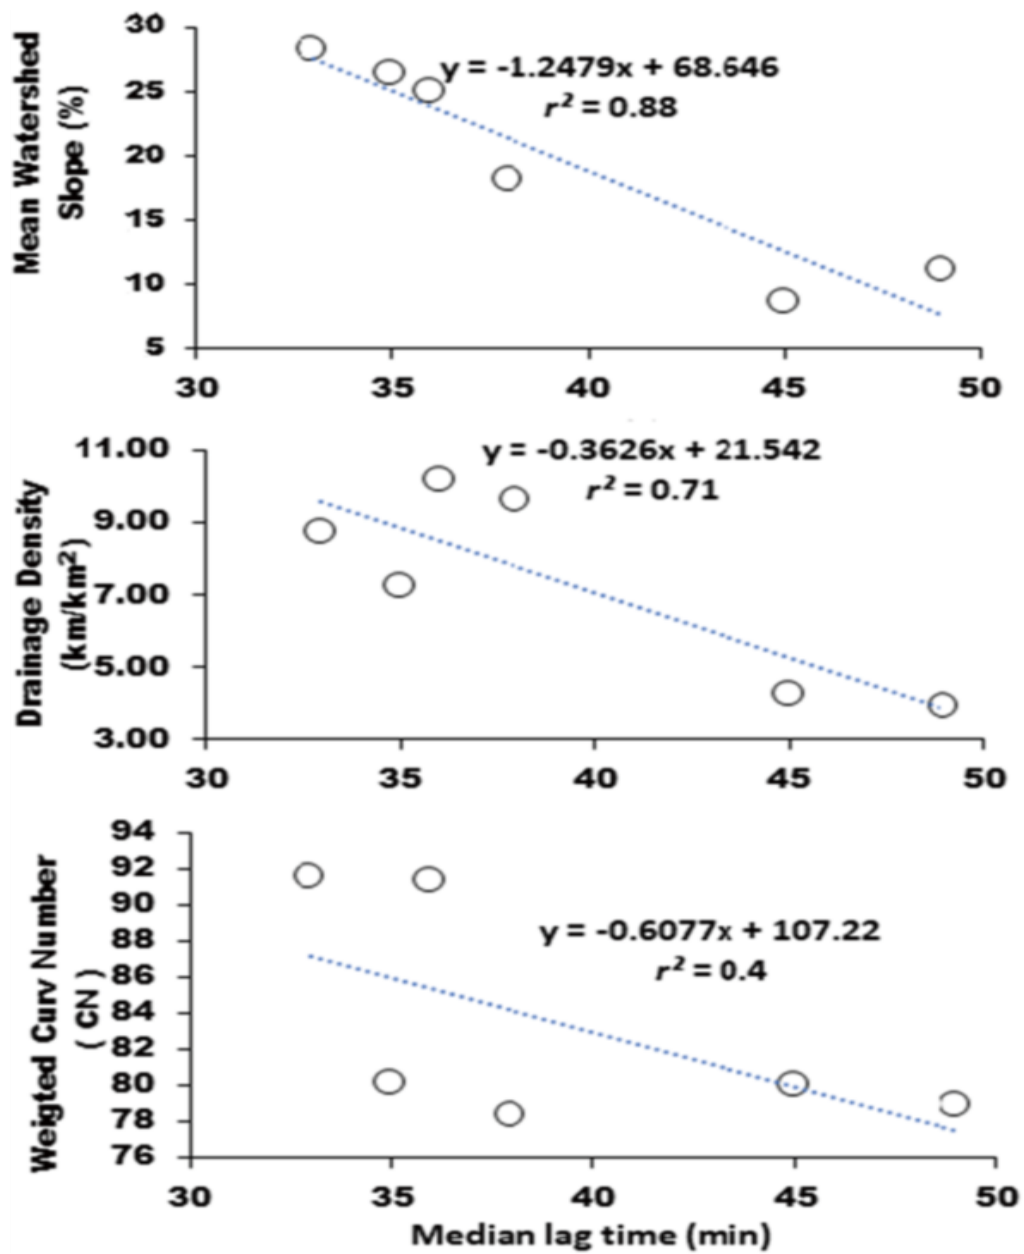 Mean Watershed
Slope (%)
30
25
20
15
10
5
y = -1.2479x + 68.646
r² = 0.88
30 35 40 45 50
Drainage Density
(km/km²)
11.00
9.00
7.00
5.00
3.00
y = -0.3626x + 21.542
r² = 0.71
30 35 40 45 50
Weigted Curv Number
( CN )
94
92
90
88
86
84
82
80
78
76
y = -0.6077x + 107.22
r² = 0.4
30 35 40 45 50
Median lag time (min)